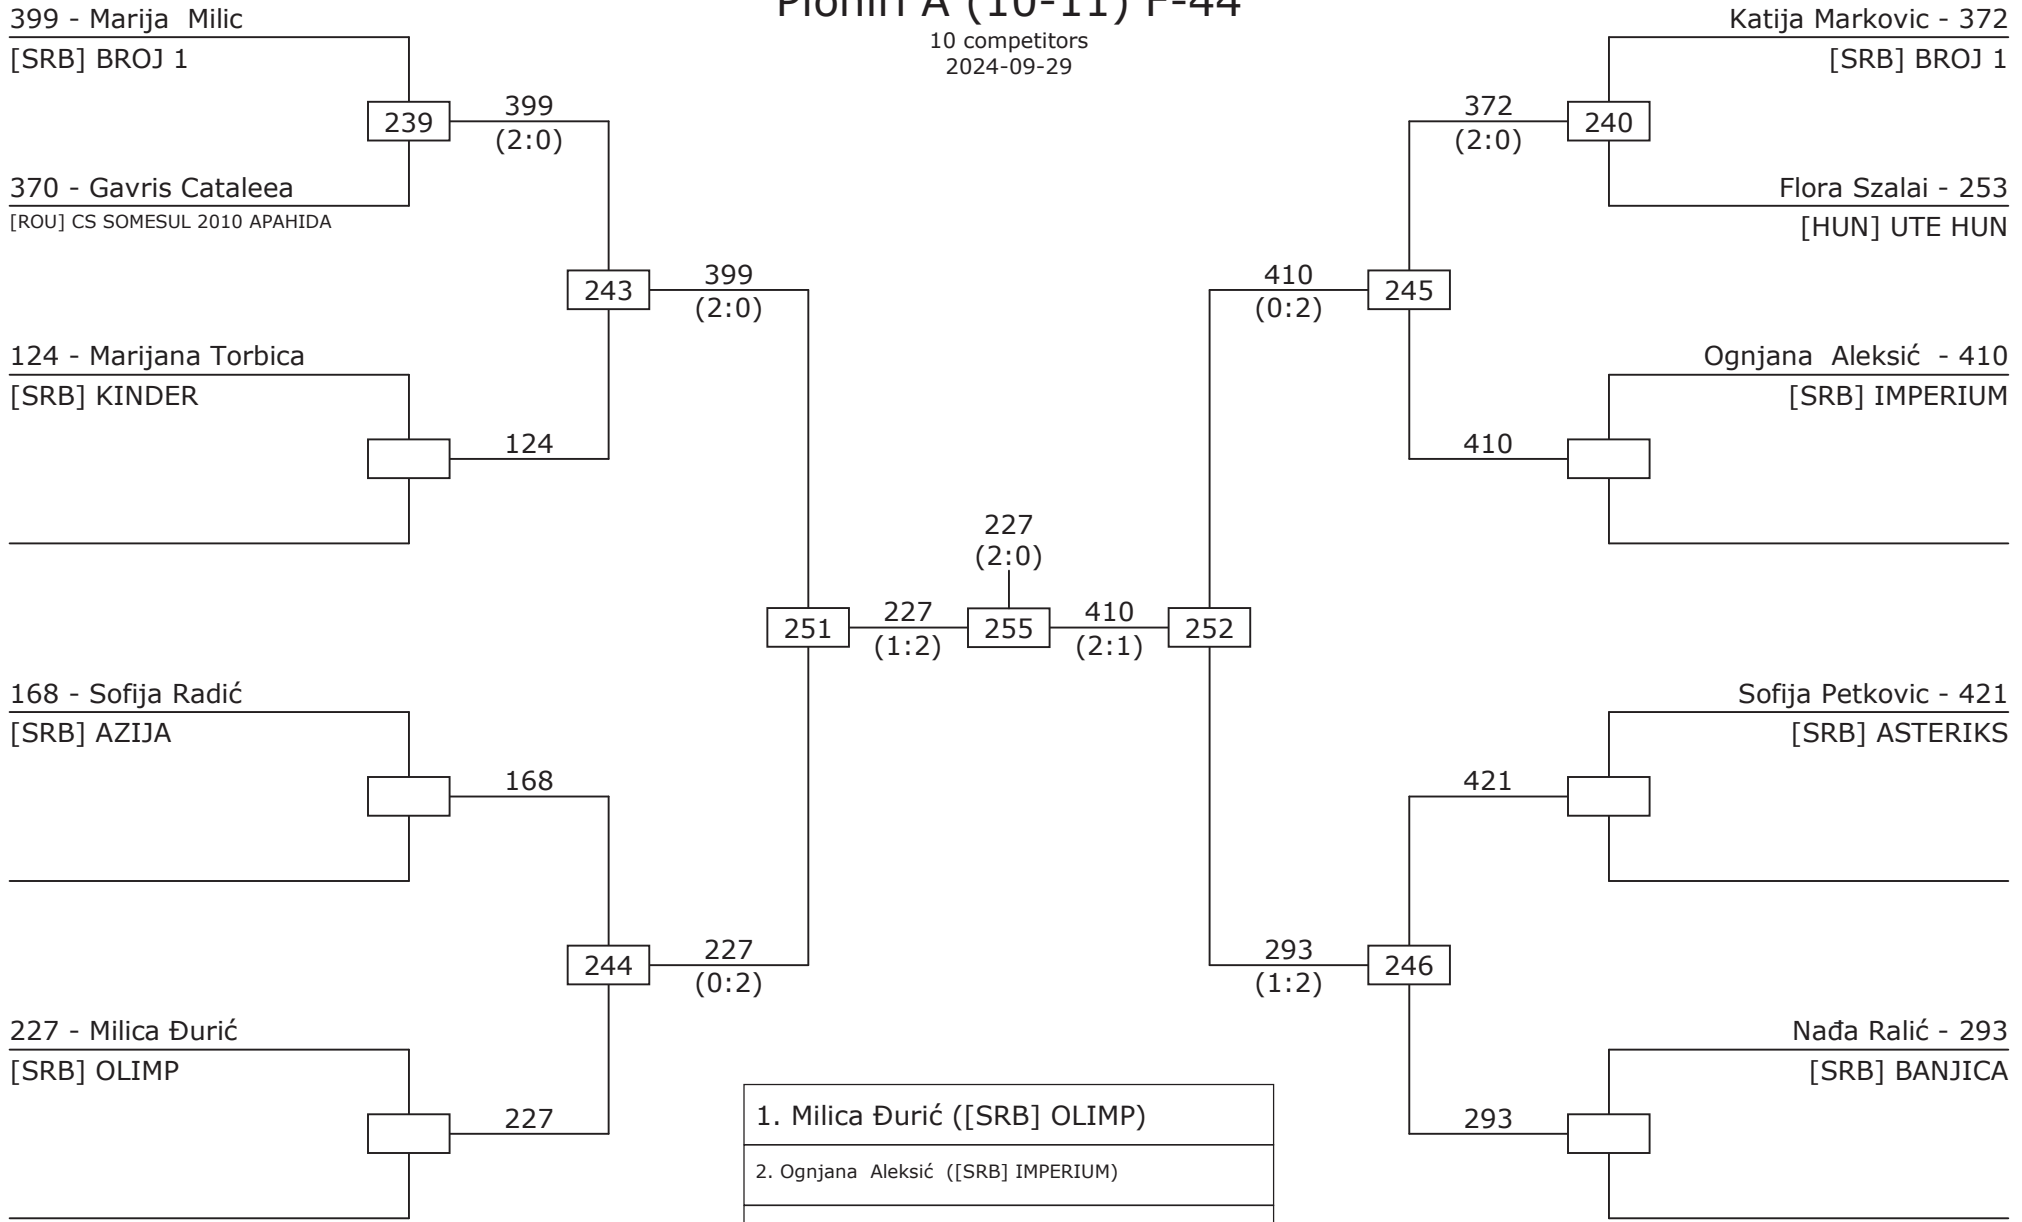 Pioniri A (10-11) F-44
10 competitors
2024-09-29
399 - Marija  Milic
[SRB] BROJ 1
239
399
(2:0)
370 - Gavris Cataleea
[ROU] CS SOMESUL 2010 APAHIDA
243
399
(2:0)
124 - Marijana Torbica
[SRB] KINDER
124
168 - Sofija Radić
[SRB] AZIJA
168
244
227
(0:2)
227 - Milica Đurić
[SRB] OLIMP
227
251
227
(1:2)
227
(2:0)
255
410
(2:1)
252
Katija Markovic - 372
[SRB] BROJ 1
372
(2:0)
240
Flora Szalai - 253
[HUN] UTE HUN
410
(0:2)
245
Ognjana  Aleksić  - 410
[SRB] IMPERIUM
410
Sofija Petkovic - 421
[SRB] ASTERIKS
421
293
(1:2)
246
Nađa Ralić - 293
[SRB] BANJICA
293
1. Milica Đurić ([SRB] OLIMP)
2. Ognjana  Aleksić  ([SRB] IMPERIUM)